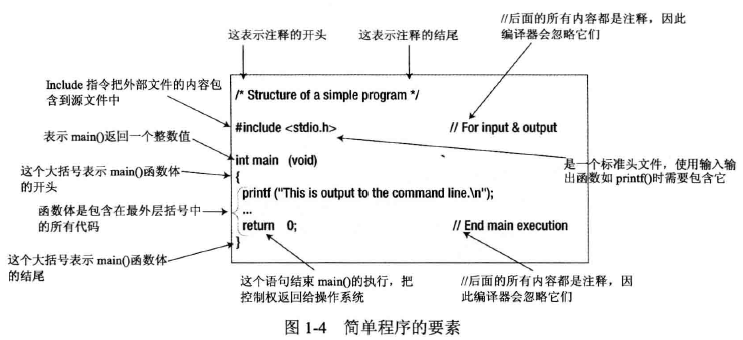 //后面的所有内容都是注释，因此
编译器会忽略它们
这表示注释的开头
这表示注释的结尾
Include 指令把外部文件的内容包
含到源文件中
/* Structure of a simple program */
#include <stdio.h>
// For input & output
表示 main()返回一个整数值
int main (void)
是一个标准头文件，使用输入输
出函数如 printf()时需要包含它
这个大括号表示 main()函数体
的开头
{
printf ("This is output to the command line.\n");
函数体是包含在最外层括号中
的所有代码
...
return 0;
// End main execution
}
这个大括号表示 main()函数体
的结尾
这个语句结束 main()的执行，把
控制权返回给操作系统
//后面的所有内容都是注释，因
此编译器会忽略它们
图 1-4 简单程序的要素